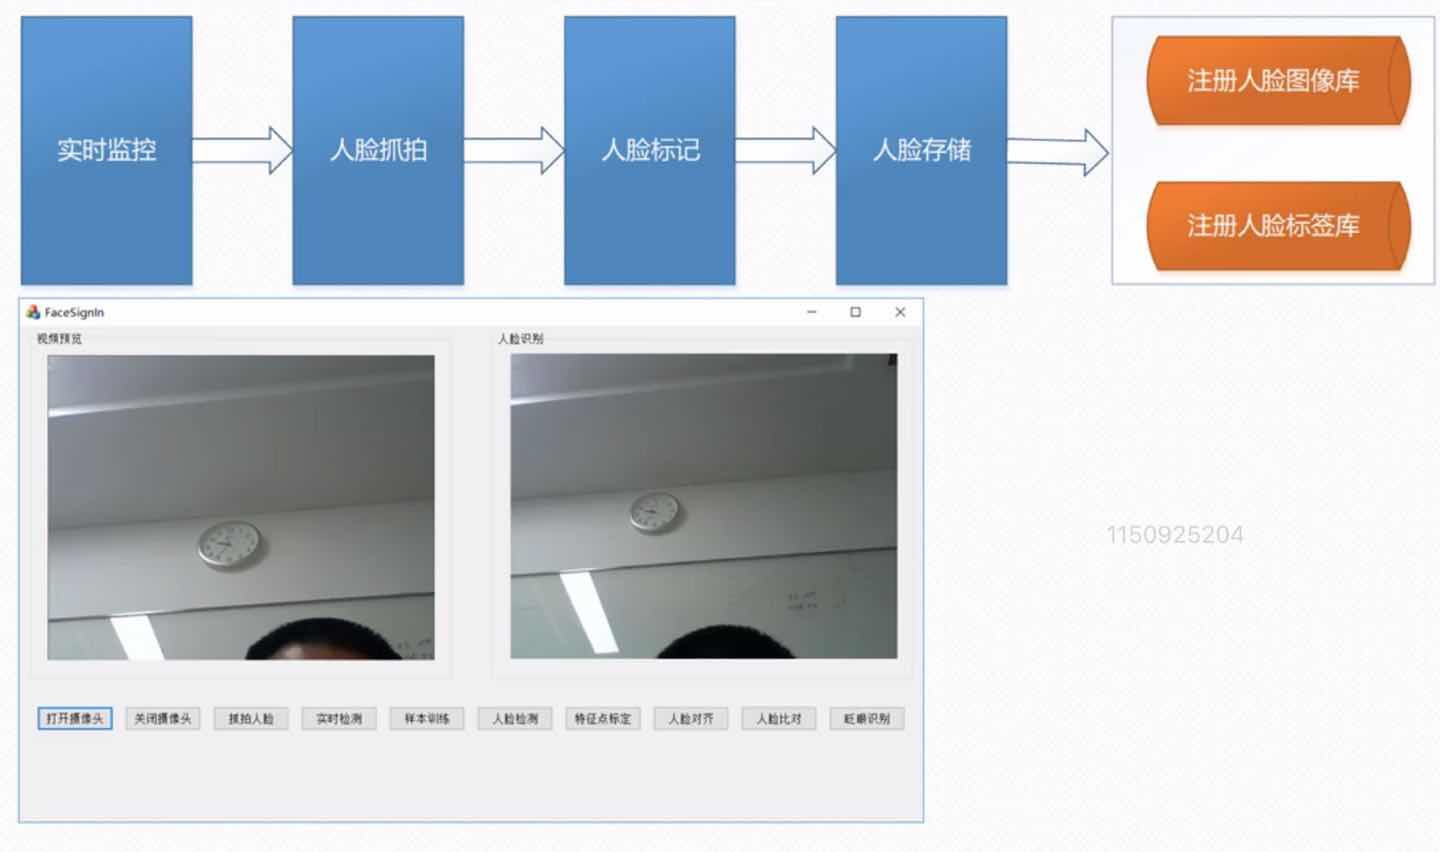 实时监控
人脸抓拍
人脸标记
人脸存储
注册人脸图像库
注册人脸标签库
FaceSignIn
视频预览
人脸识别
1150925204
打开摄像头
关闭摄像头
抓拍人脸
实时检测
样本训练
人脸检测
特征点标定
人脸对齐
人脸比对
眨眼识别